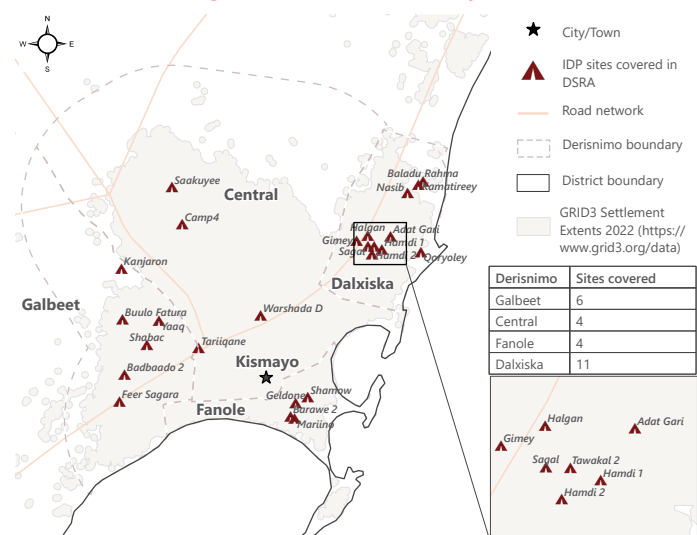 N
W
E
S
City/Town
IDP sites covered in
DSRA
Road network
Derisnimo boundary
District boundary
GRID3 Settlement
Extents 2022 (https:/
www.grid3.org/data)
Derisnimo Sites covered
Galbeet 6
Central 4
Fanole 4
Dalxiska 11
Baladu Rahma
Nasib
Ramatireey
Saakuyee
Central
Camp4
Halgan
Adat Gari
Gimey
Hamdi 1
Sagal
Hamdi 2
Qoryoley
Kanjaron
Dalxiska
Galbeet
Buulo Fatura
Yaaq
Warshada D
Shabac
Tariiqane
Kismayo
Badbaado 2
Feer Sagara
Fanole
Geldone
Shamow
Barawe 2
Mariino
Halgan
Adat Gari
Gimey
Sagal
Tawakal 2
Hamdi 1
Hamdi 2